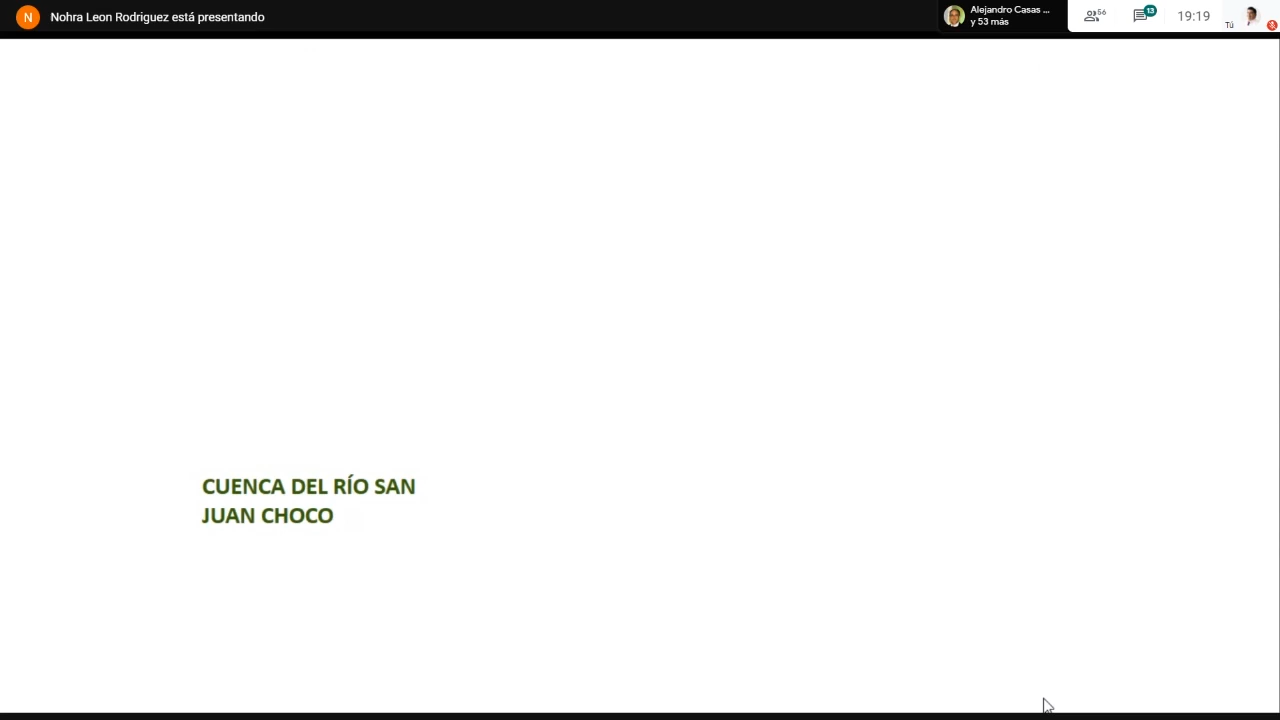 N
Nohra Leon Rodriguez está presentando
Alejandro Casas ...
y 53 más
56
13
19:19
Tú
CUENCA DEL RÍO SAN
JUAN CHOCO